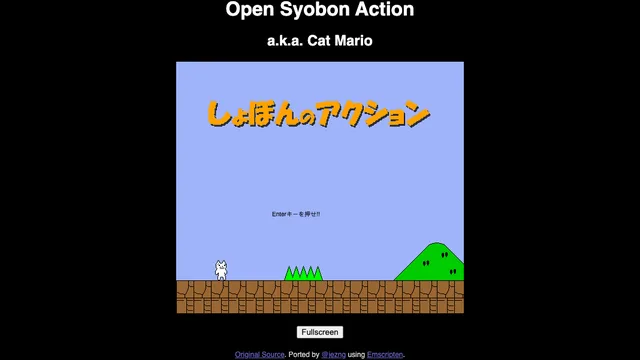 Open Syobon Action
a.k.a. Cat Mario
しょぼんのアクション
Enterキーを押せ!!
Fullscreen
Original Source. Ported by @jezng using Emscripten.